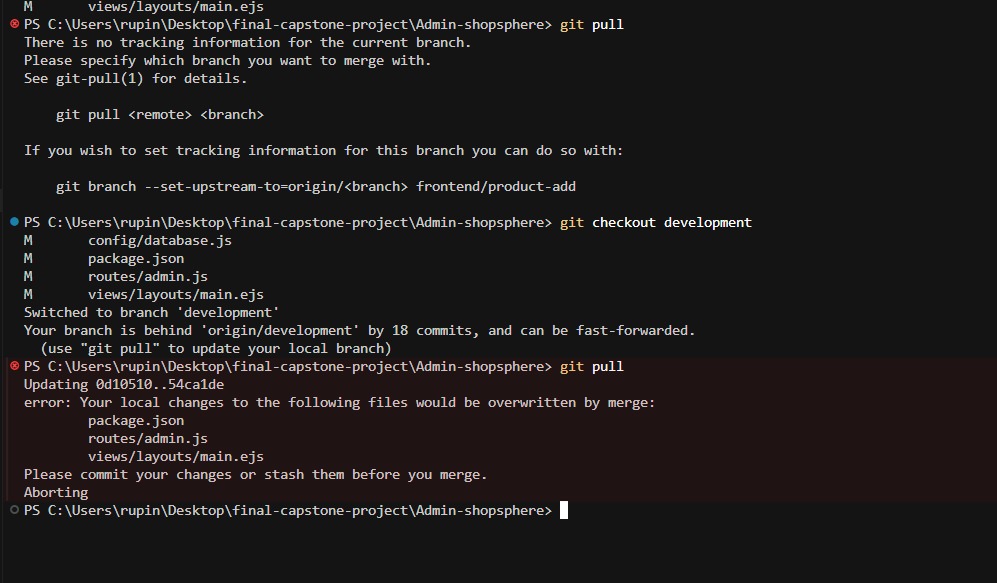 M       views/layouts/main.ejs
PS C:\Users\rupin\Desktop\final-capstone-project\Admin-shopsphere> git pull
There is no tracking information for the current branch.
Please specify which branch you want to merge with.
See git-pull(1) for details.
    git pull <remote> <branch>
If you wish to set tracking information for this branch you can do so with:
    git branch --set-upstream-to=origin/<branch> frontend/product-add
PS C:\Users\rupin\Desktop\final-capstone-project\Admin-shopsphere> git checkout development
M       config/database.js
M       package.json
M       routes/admin.js
M       views/layouts/main.ejs
Switched to branch 'development'
Your branch is behind 'origin/development' by 18 commits, and can be fast-forwarded.
  (use "git pull" to update your local branch)
PS C:\Users\rupin\Desktop\final-capstone-project\Admin-shopsphere> git pull
Updating 0d10510..54ca1de
error: Your local changes to the following files would be overwritten by merge:
        package.json
        routes/admin.js
        views/layouts/main.ejs
Please commit your changes or stash them before you merge.
Aborting
PS C:\Users\rupin\Desktop\final-capstone-project\Admin-shopsphere>